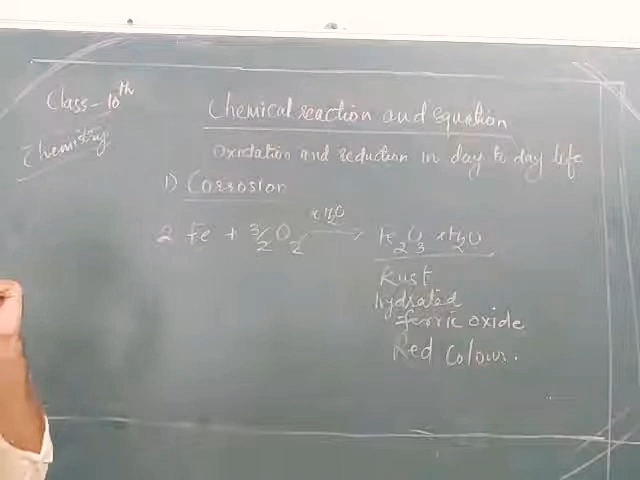 Class - 10th
Chemistry
Chemical reaction and equation
Oxidation and reduction in day to day life
1) Corrosion
2 Fe + 3/2 O2 xH2O → Fe2O3 xH2O
Rust
hydrated
ferric oxide
Red Colour.